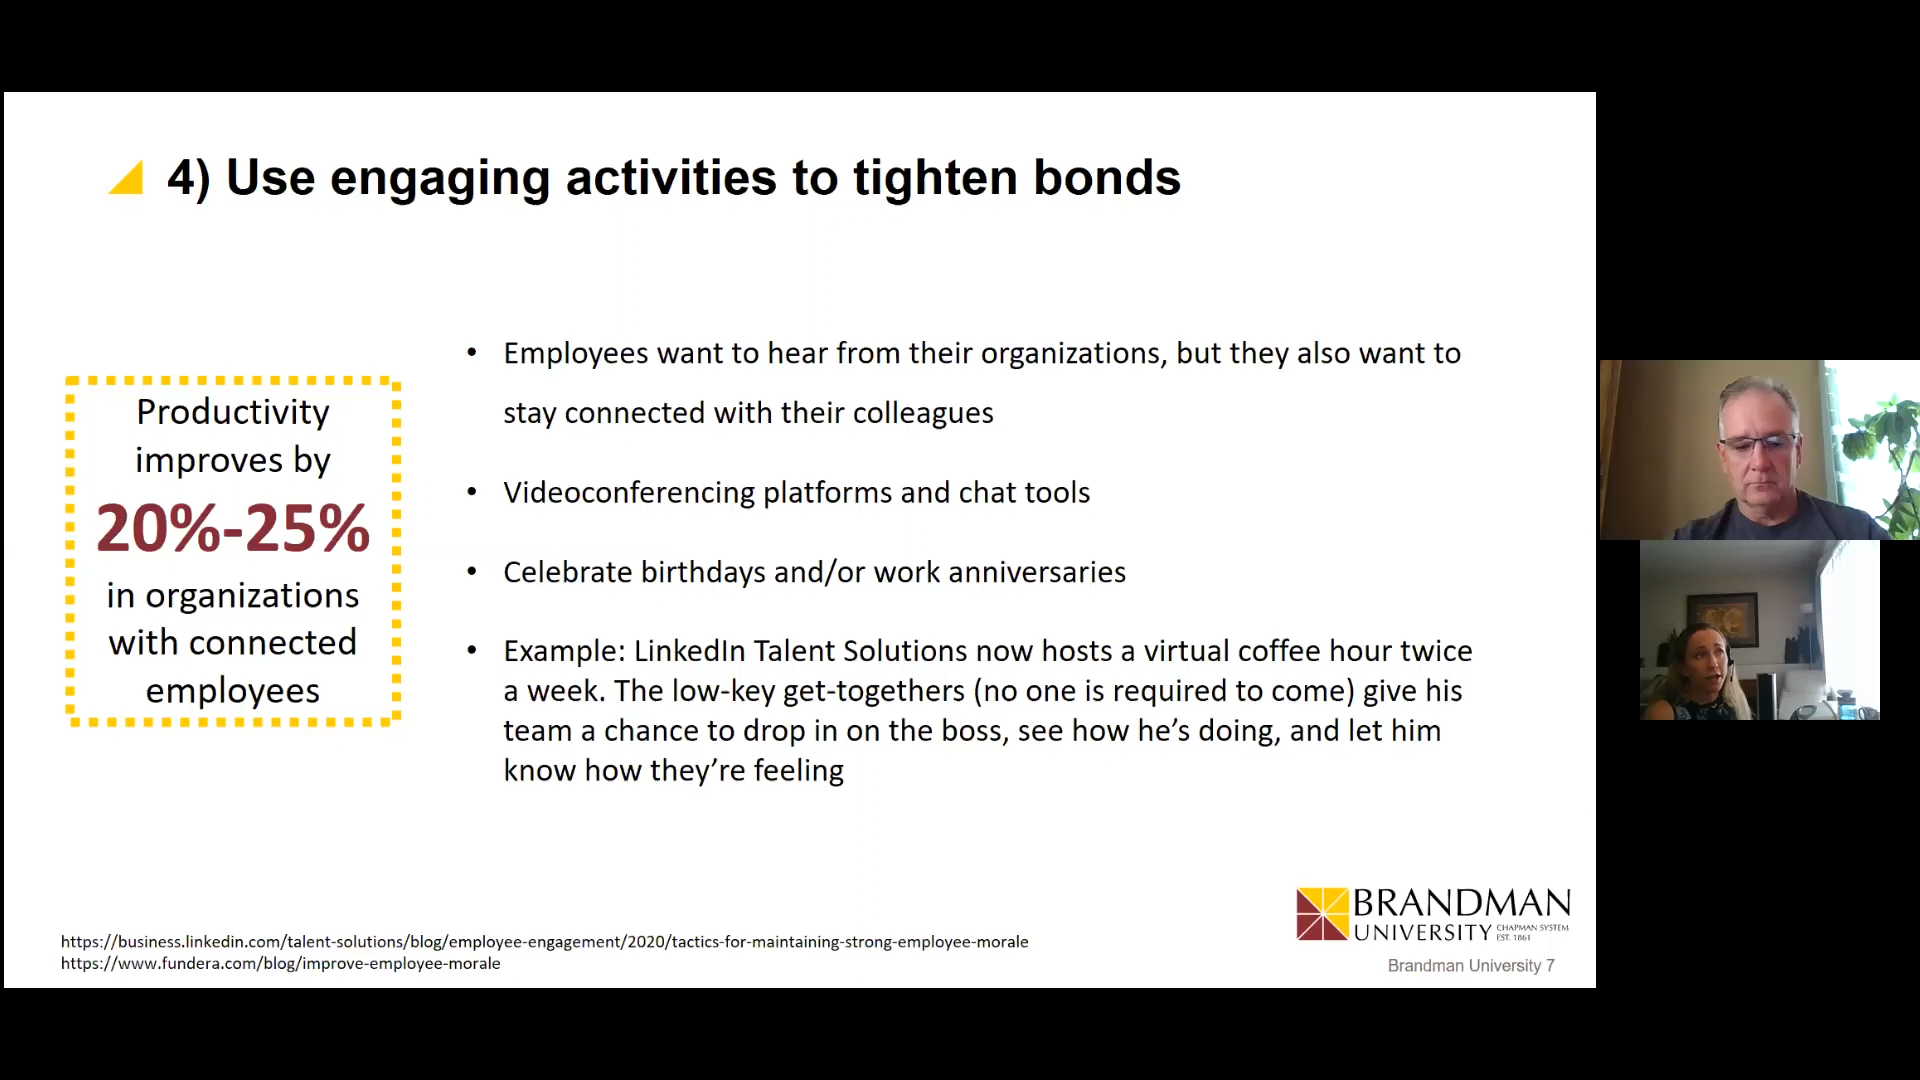 4) Use engaging activities to tighten bonds
Productivity
improves by
20%-25%
in organizations
with connected
employees
• Employees want to hear from their organizations, but they also want to
stay connected with their colleagues
• Videoconferencing platforms and chat tools
• Celebrate birthdays and/or work anniversaries
• Example: LinkedIn Talent Solutions now hosts a virtual coffee hour twice
a week. The low-key get-togethers (no one is required to come) give his
team a chance to drop in on the boss, see how he’s doing, and let him
know how they’re feeling
https://business.linkedin.com/talent-solutions/blog/employee-engagement/2020/tactics-for-maintaining-strong-employee-morale
https://www.fundera.com/blog/improve-employee-morale
BRANDMAN
UNIVERSITY
CHAPMAN SYSTEM
EST. 1861
Brandman University 7